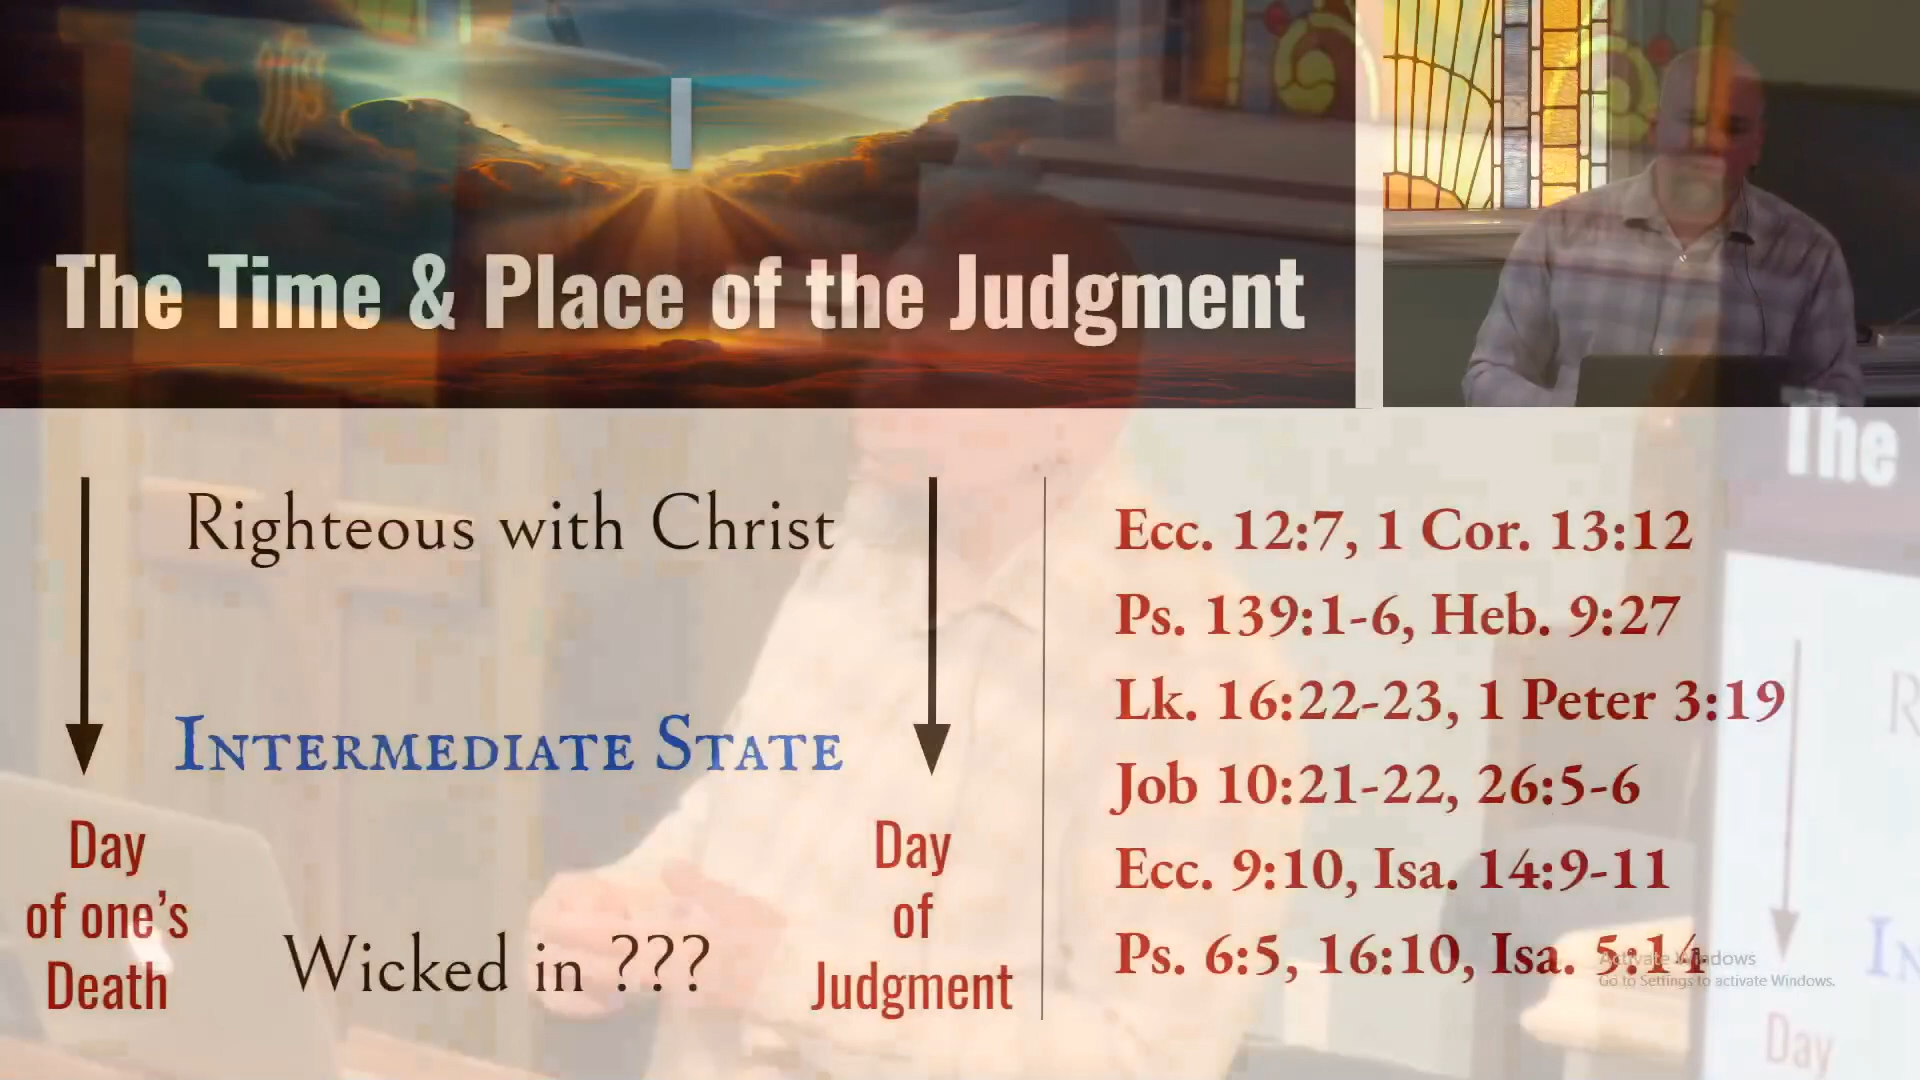 I
The Time & Place of the Judgment
The
Righteous with Christ
Intermediate State
Wicked in ???
Day
of one's
Death
Day
of
Judgment
Ecc. 12:7, 1 Cor. 13:12
Ps. 139:1-6, Heb. 9:27
Lk. 16:22-23, 1 Peter 3:19
Job 10:21-22, 26:5-6
Ecc. 9:10, Isa. 14:9-11
Ps. 6:5, 16:10, Isa. 5:14
Activate Windows
Go to Settings to activate Windows.
Day